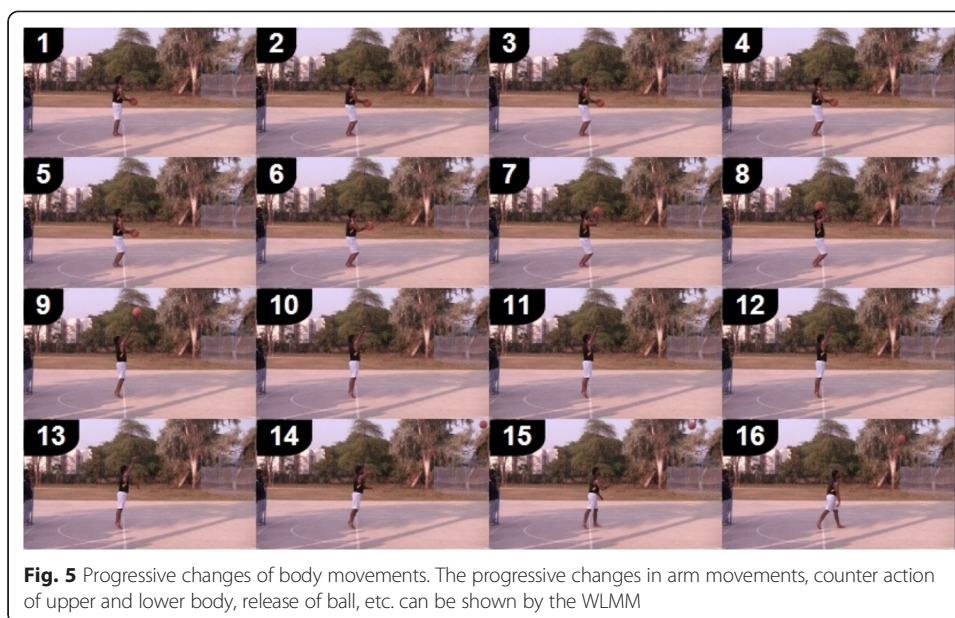 1 2 3 4
5 6 7 8
9 10 11 12
13 14 15 16
Fig. 5 Progressive changes of body movements. The progressive changes in arm movements, counter action
of upper and lower body, release of ball, etc. can be shown by the WLMM